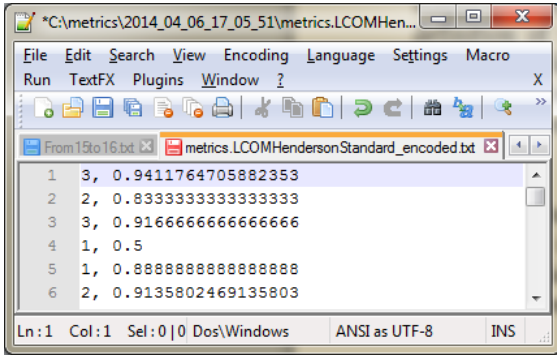 *C:\metrics\2014_04_06_17_05_51\metrics.LCOMHen...
File Edit Search View Encoding Language Settings Macro
Run TextFX Plugins Window ? X
From15to16.txt metrics.LCOMHendersonStandard_encoded.txt
1 3, 0.9411764705882353
2 2, 0.8333333333333333
3 3, 0.9166666666666666
4 1, 0.5
5 1, 0.8888888888888888
6 2, 0.9135802469135803
Ln:1 Col:1 Sel:0|0 Dos\Windows ANSI as UTF-8 INS